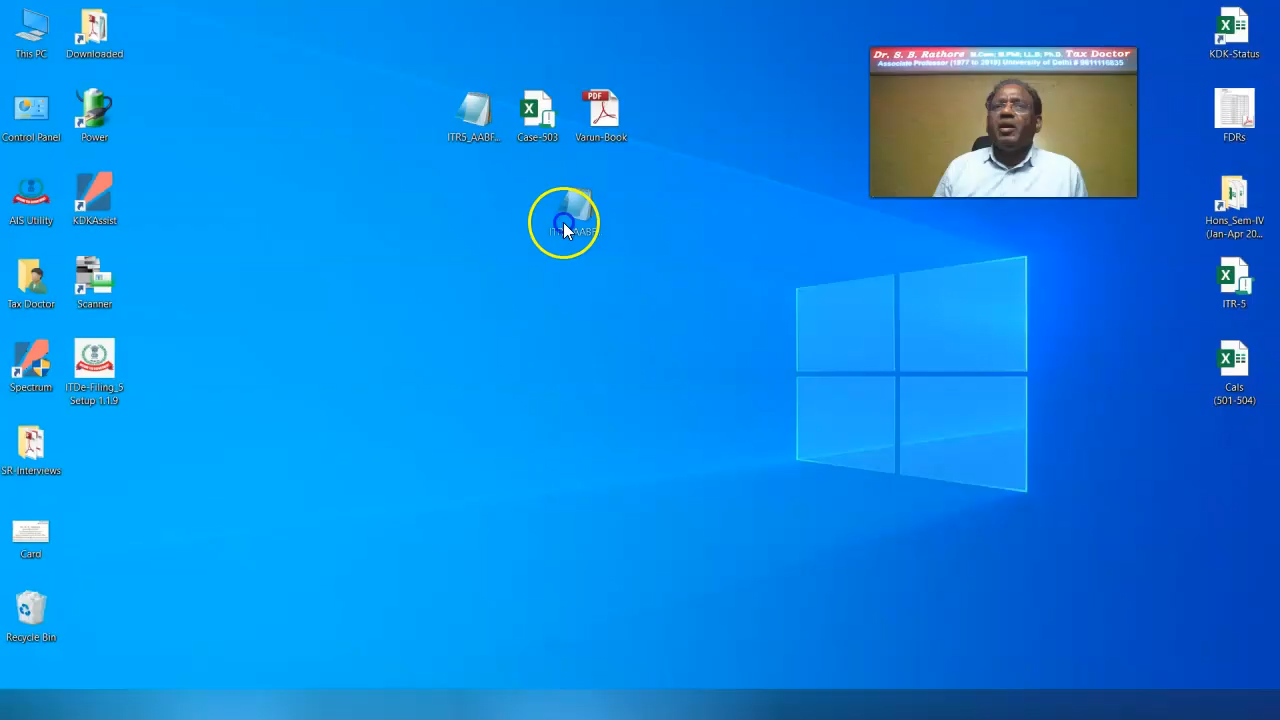 This PC
Downloaded
Control Panel
Power
AIS Utility
KDKAssist
Tax Doctor
Scanner
Spectrum
ITDe-Filing_S
Setup 1.1.9
SR-Interviews
Card
Recycle Bin
ITR5_AABF...
Case-503
PDF
Varun-Book
Dr. S. B. Rathore M.Com; M.Phil; LL.B; Ph.D. Tax Doctor
Associate Professor (1977 to 2019) University of Delhi # 9811116835
KDK-Status
FDRs
Hons_Sem-IV
(Jan-Apr 20...
ITR-5
Cals
(501-504)